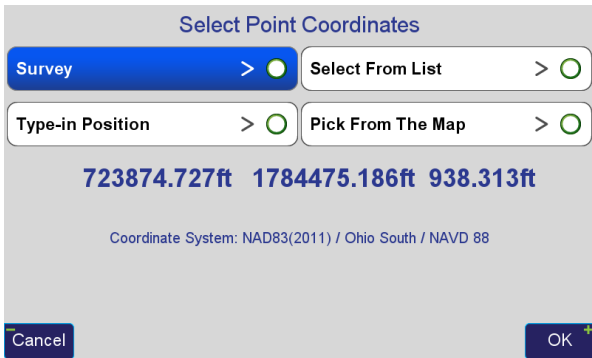 Select Point Coordinates
Survey > Select From List >
Type-in Position > Pick From The Map >
723874.727ft 1784475.186ft 938.313ft
Coordinate System: NAD83(2011) / Ohio South / NAVD 88
Cancel OK